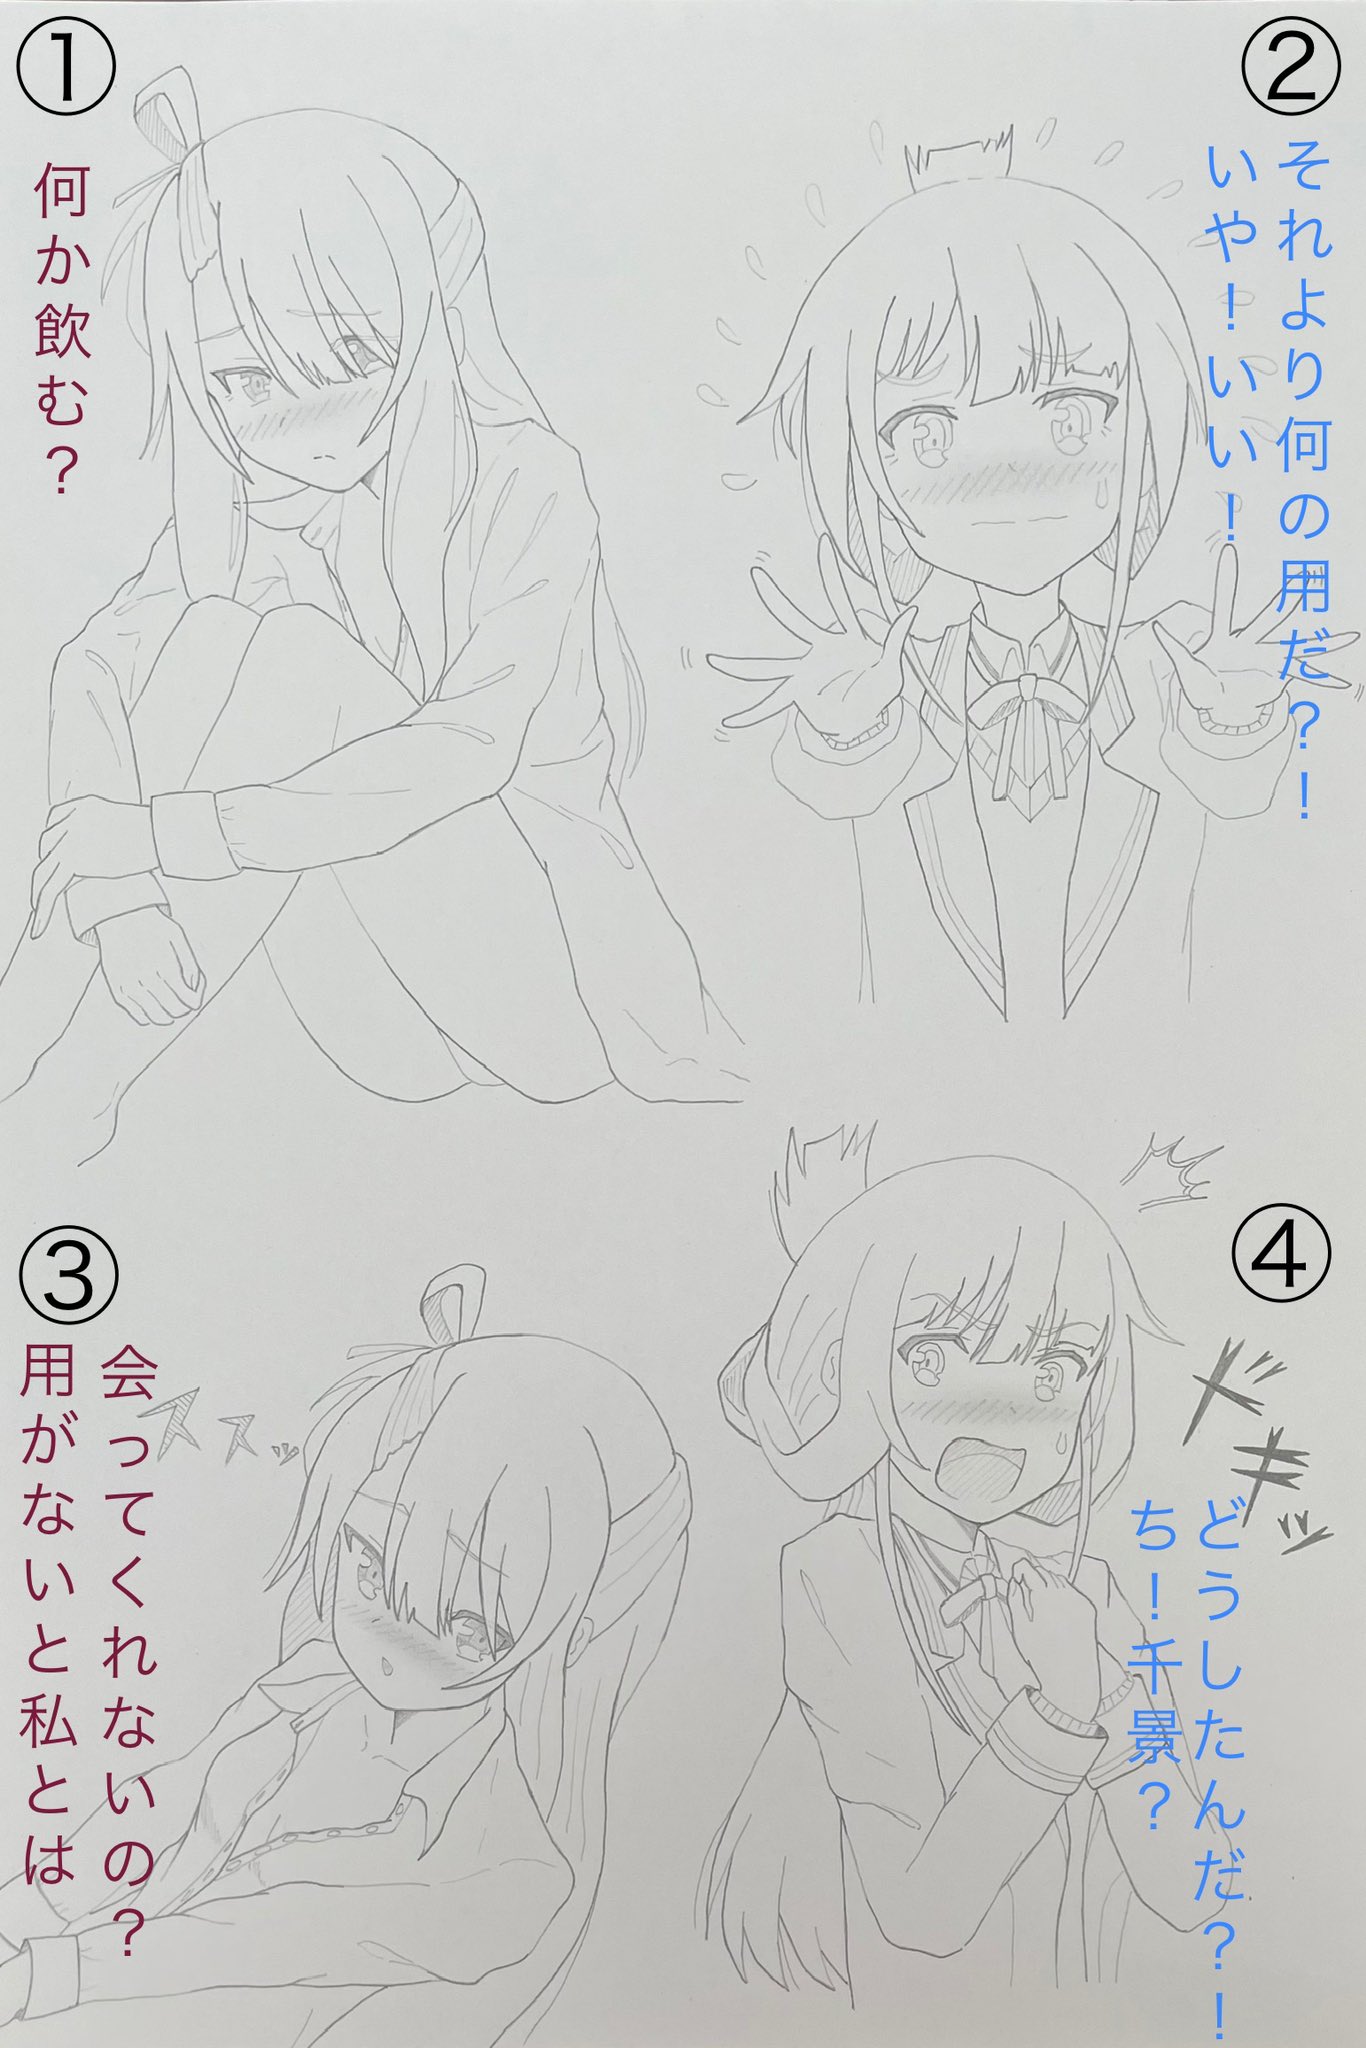 ①
何か飲む？
②
いや！いい！
それより何の用だ？！
③
用がないと私とは
会ってくれないの？
ススッ
④
ドキッ
ち！千景？
どうしたんだ？！